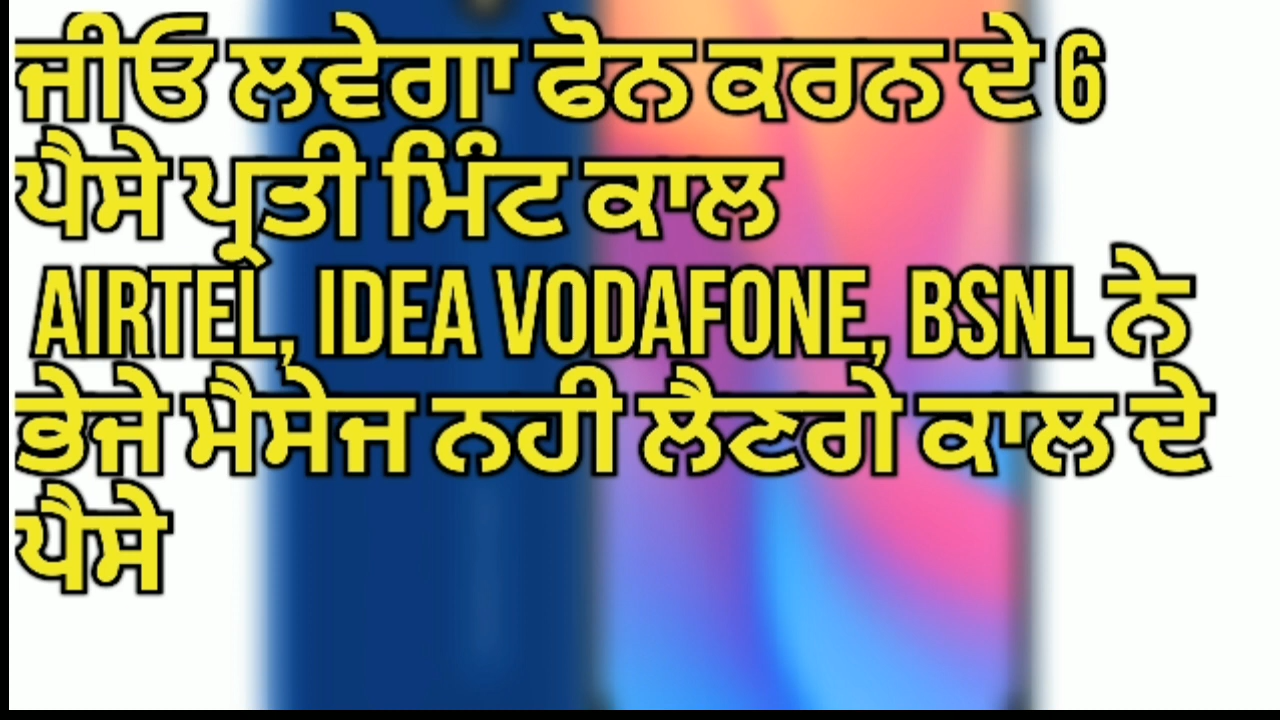 ਜੀਓ ਲਵੇਗਾ ਫੋਨ ਕਰਨ ਦੇ 6
ਪੈਸੇ ਪ੍ਰਤੀ ਮਿੰਟ ਕਾਲ
AIRTEL, IDEA VODAFONE, BSNL ਨੇ
ਭੇਜੇ ਮੈਸੇਜ ਨਹੀ ਲੈਣਗੇ ਕਾਲ ਦੇ
ਪੈਸੇ